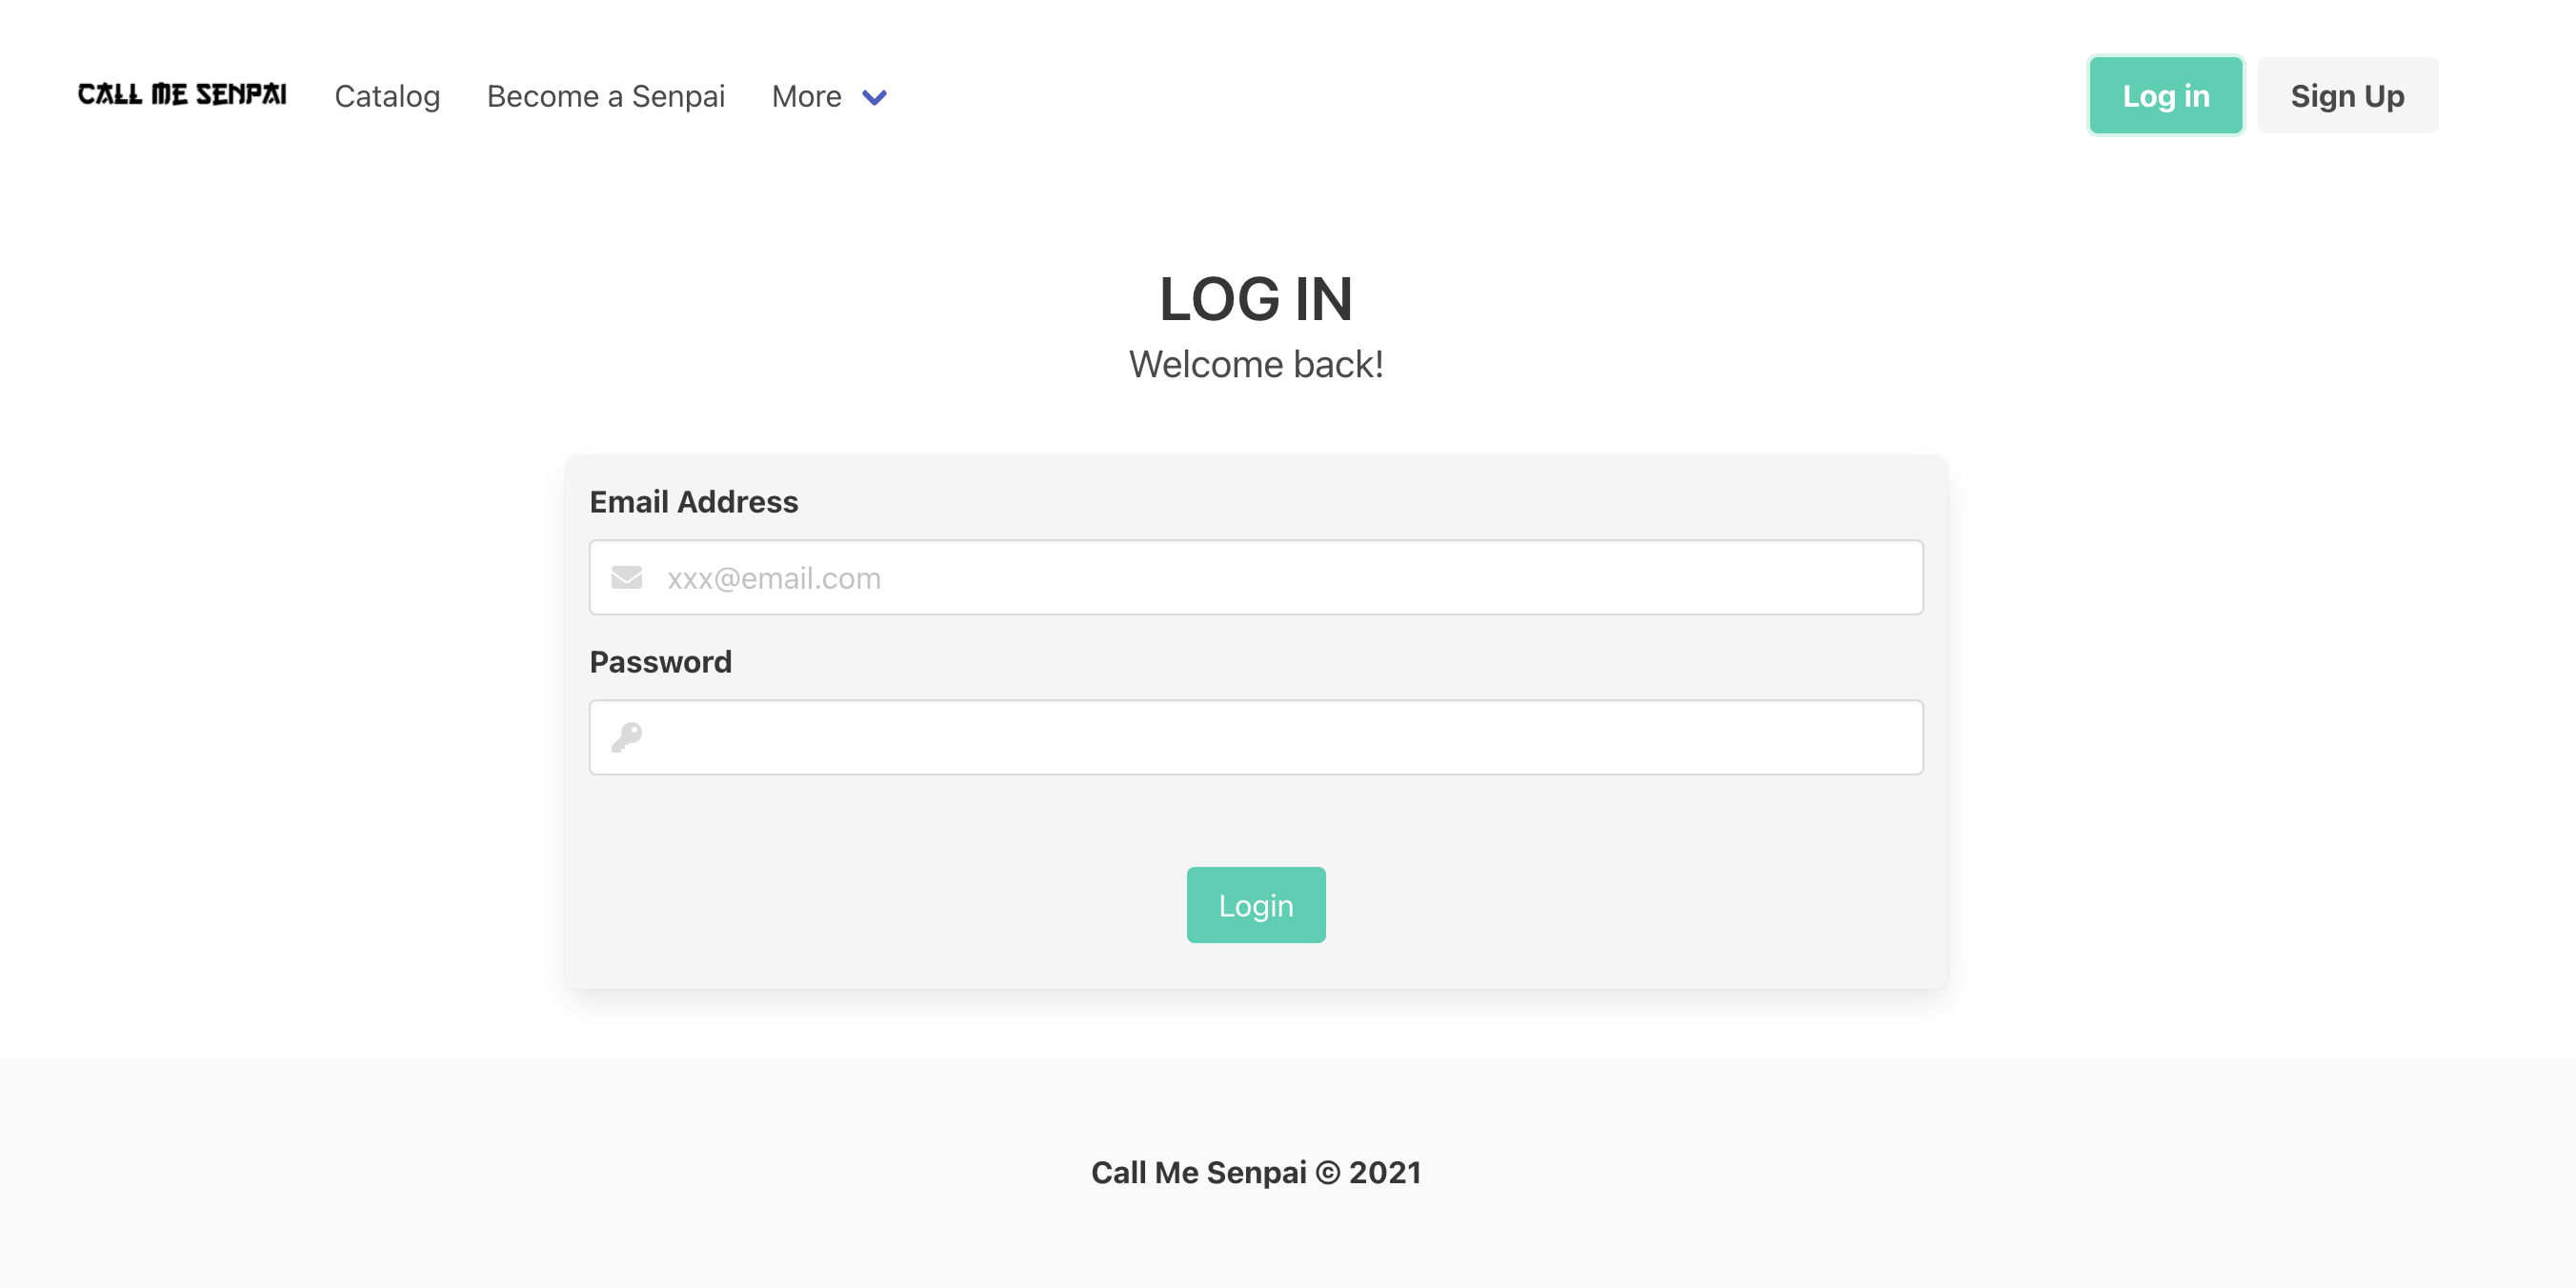 CALL ME SENPAI Catalog Become a Senpai More Log in Sign Up
LOG IN
Welcome back!
Email Address
xxx@email.com
Password
Login
Call Me Senpai © 2021